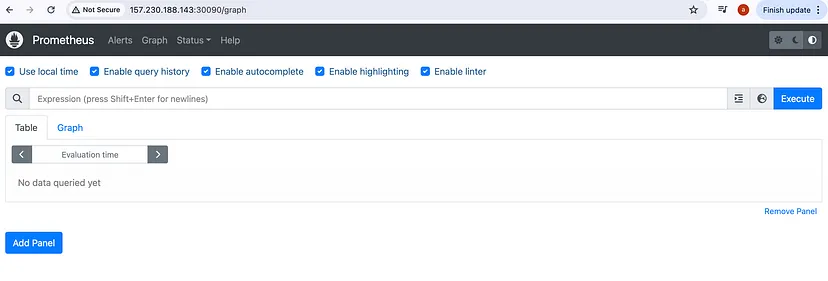 Not Secure 157.230.188.143:30090/graph a Finish update
Prometheus Alerts Graph Status Help
Use local time Enable query history Enable autocomplete Enable highlighting Enable linter
Expression (press Shift+Enter for newlines) Execute
Table Graph
Evaluation time
No data queried yet
Remove Panel
Add Panel